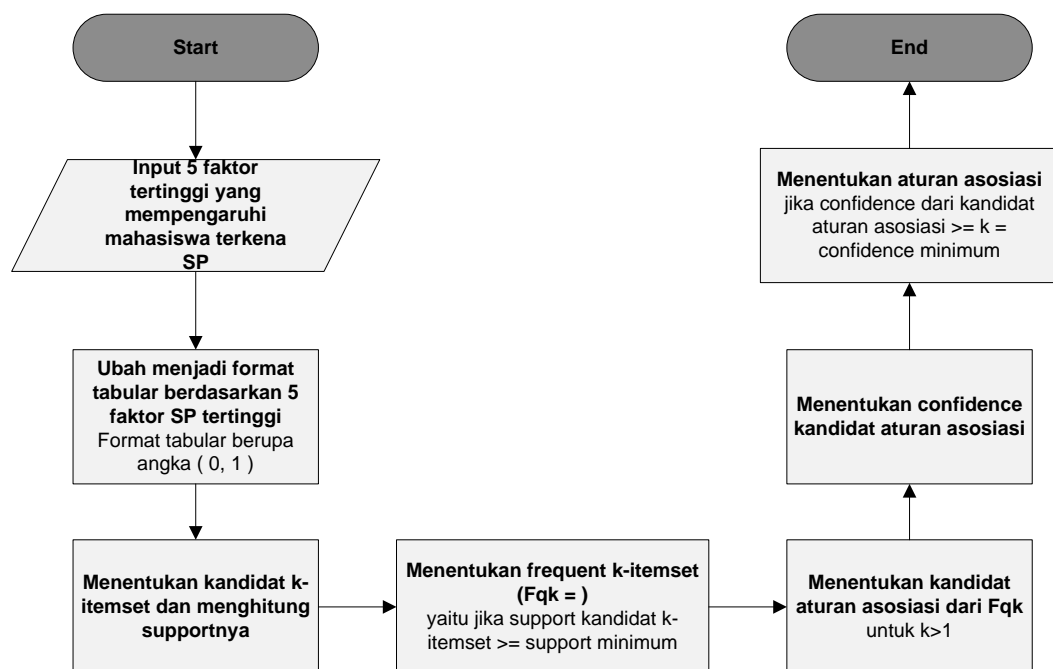 Start
Input 5 faktor
tertinggi yang
mempengaruhi
mahasiswa terkena
SP
Ubah menjadi format
tabular berdasarkan 5
faktor SP tertinggi
Format tabular berupa
angka ( 0, 1 )
Menentukan kandidat k-
itemset dan menghitung
supportnya
Menentukan frequent k-itemset
(Fqk = )
yaitu jika support kandidat k-
itemset >= support minimum
Menentukan kandidat
aturan asosiasi dari Fqk
untuk k>1
Menentukan confidence
kandidat aturan asosiasi
Menentukan aturan asosiasi
jika confidence dari kandidat
aturan asosiasi >= k =
confidence minimum
End